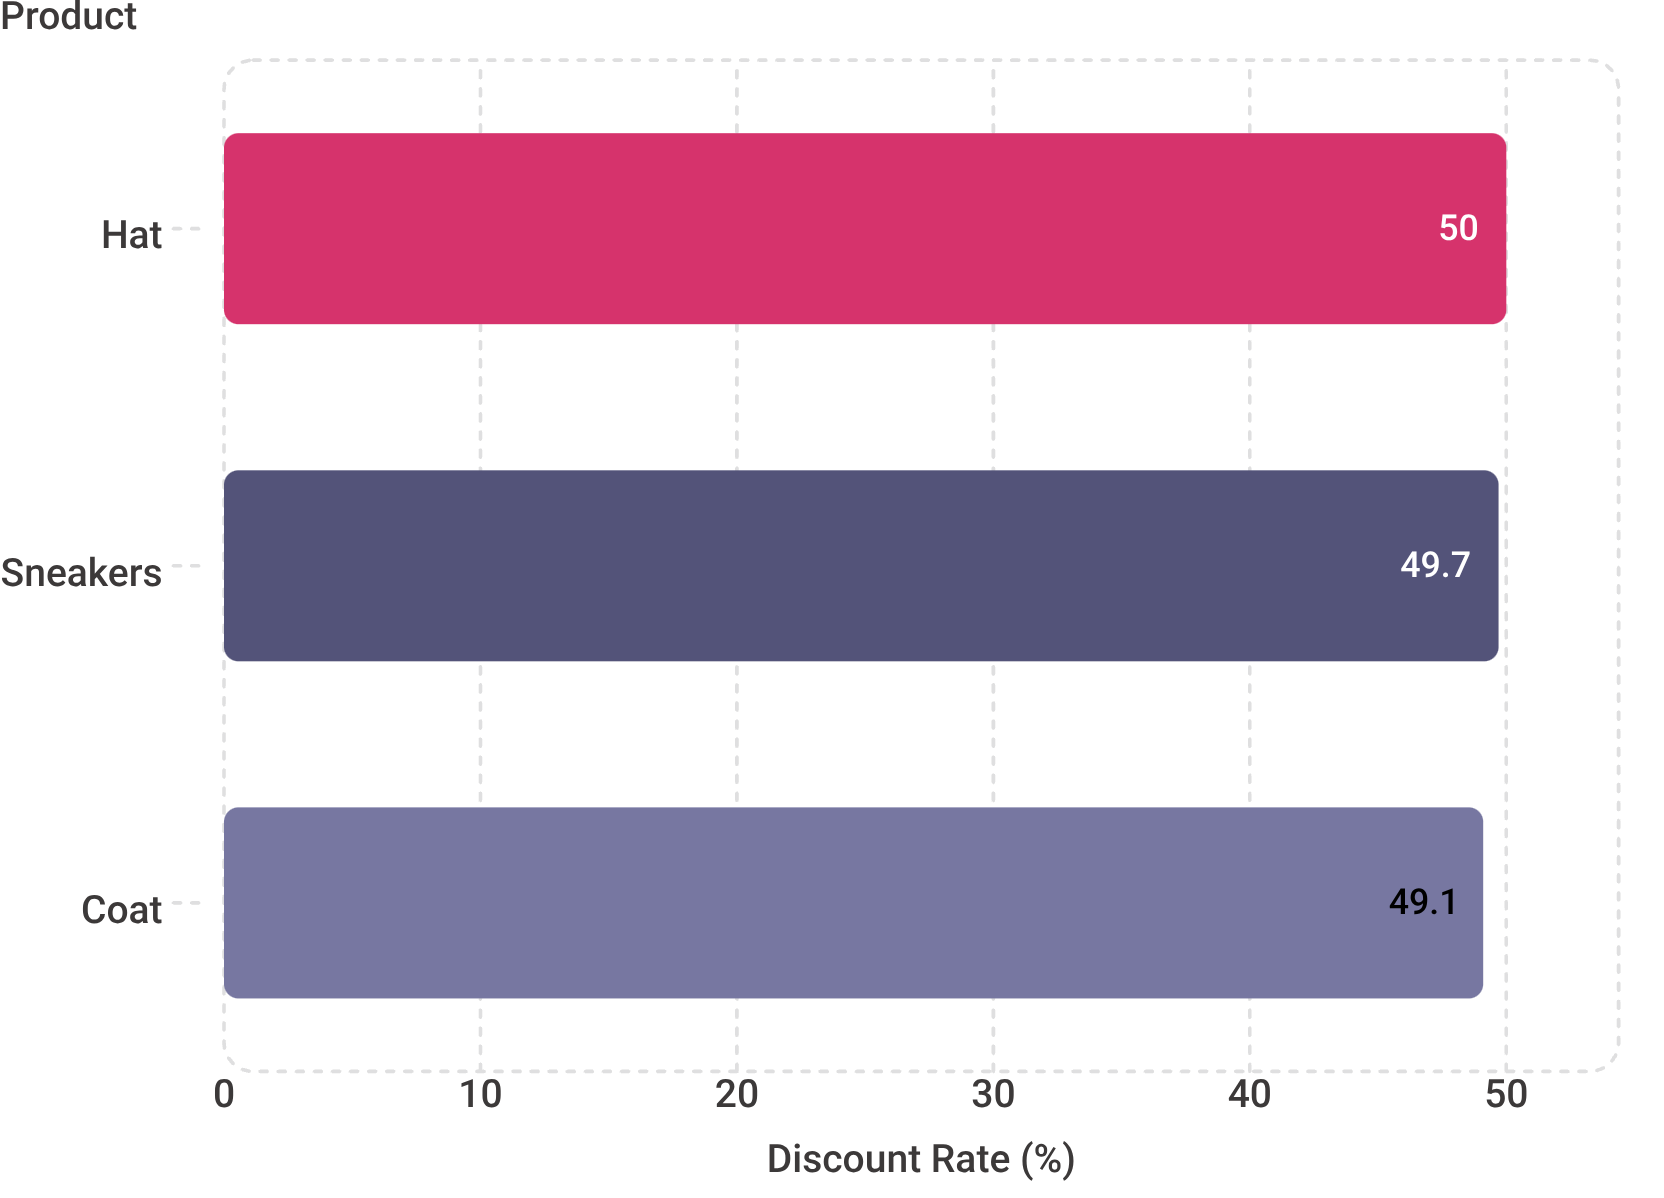 Product
Hat
50
Sneakers
49.7
Coat
49.1
0 10 20 30 40 50
Discount Rate (%)